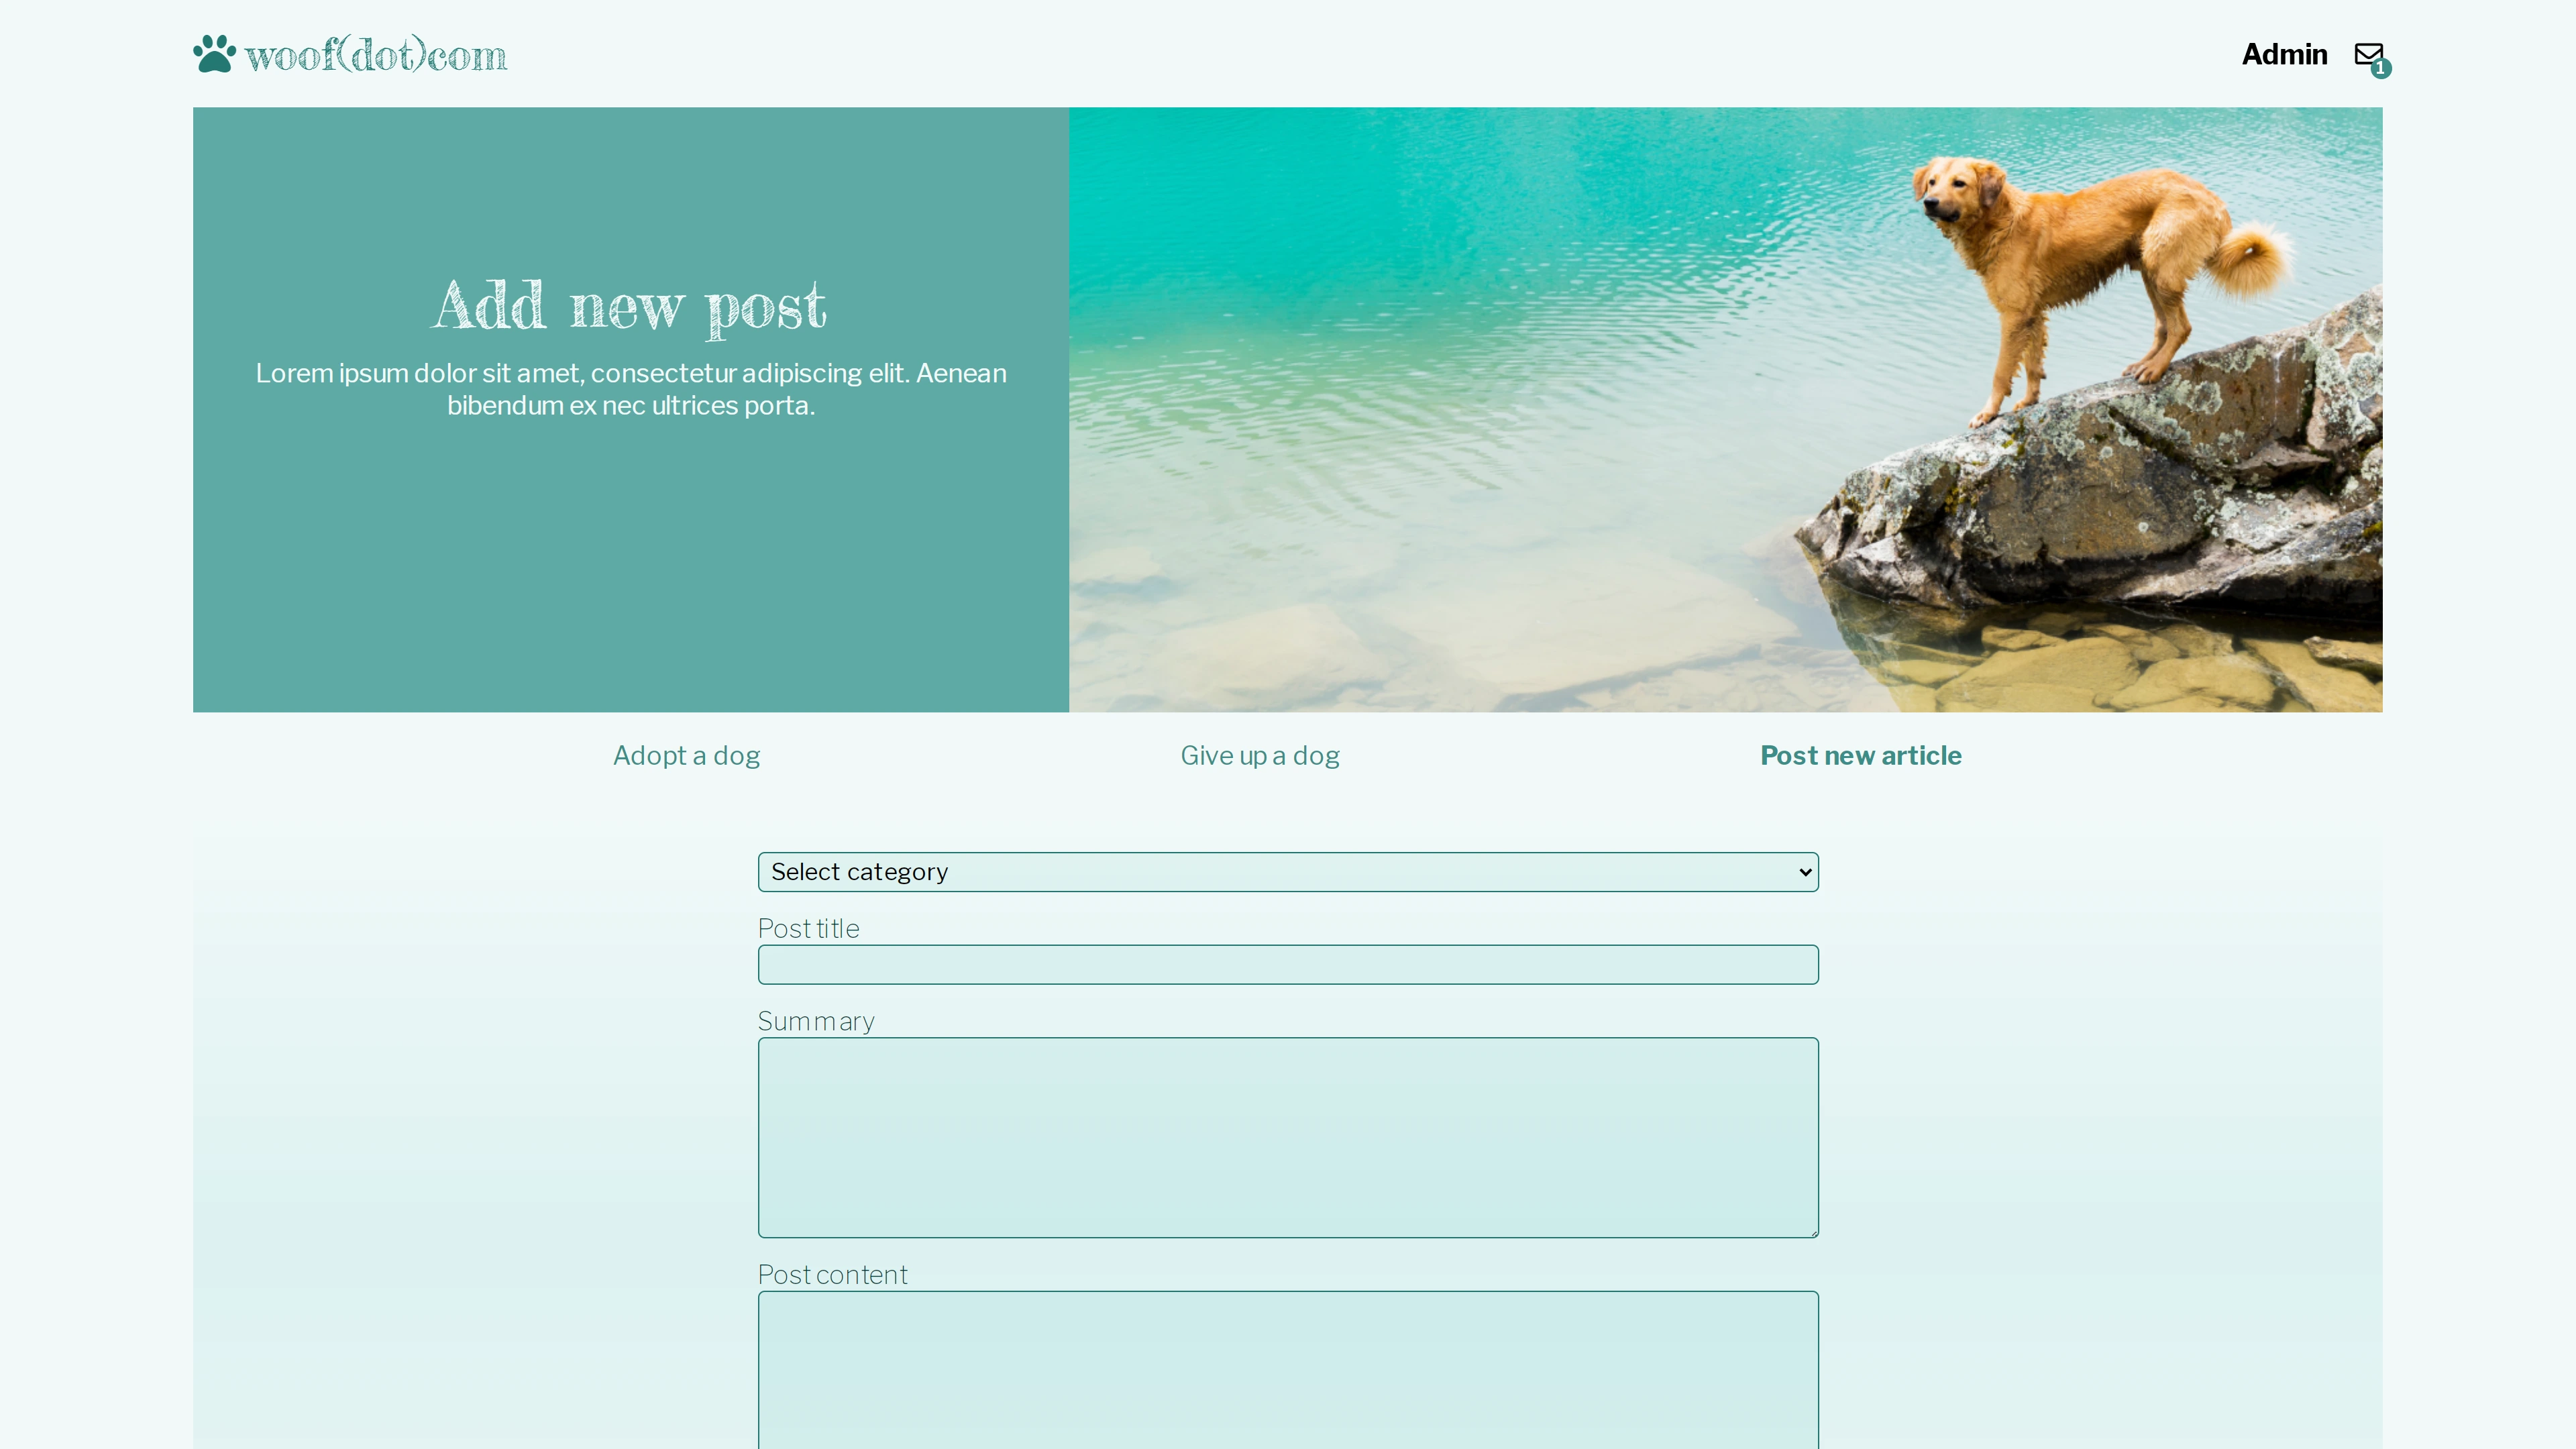 woof(dot)com
Admin
1
Add new post
Lorem ipsum dolor sit amet, consectetur adipiscing elit. Aenean
bibendum ex nec ultrices porta.
Adopt a dog
Give up a dog
Post new article
Select category
Post title
Summary
Post content